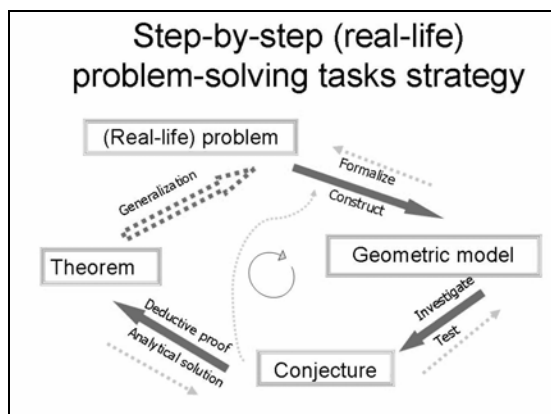 Step-by-step (real-life)
problem-solving tasks strategy
(Real-life) problem
Formalize
Construct
Generalization
Theorem
Geometric model
Investigate
Test
Deductive proof
Analytical solution
Conjecture